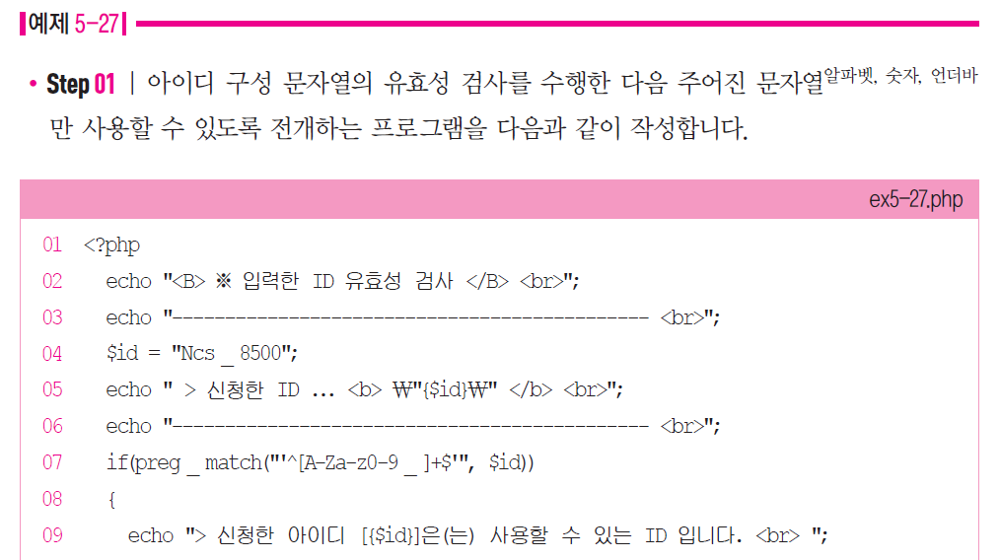 예제 5-27
• Step 01 | 아이디 구성 문자열의 유효성 검사를 수행한 다음 주어진 문자열알파벳, 숫자, 언더바
만 사용할 수 있도록 전개하는 프로그램을 다음과 같이 작성합니다.
ex5-27.php
01 <?php
02 echo "<B> ※ 입력한 ID 유효성 검사 </B> <br>";
03 echo "--------------------------------------------- <br>";
04 $id = "Ncs _ 8500";
05 echo " > 신청한 ID ... <b> ₩"{$id}₩" </b> <br>";
06 echo "--------------------------------------------- <br>";
07 if(preg _ match("'^[A-Za-z0-9 _ ]+$'", $id))
08 {
09 echo "> 신청한 아이디 [{$id}]은(는) 사용할 수 있는 ID 입니다. <br> ";